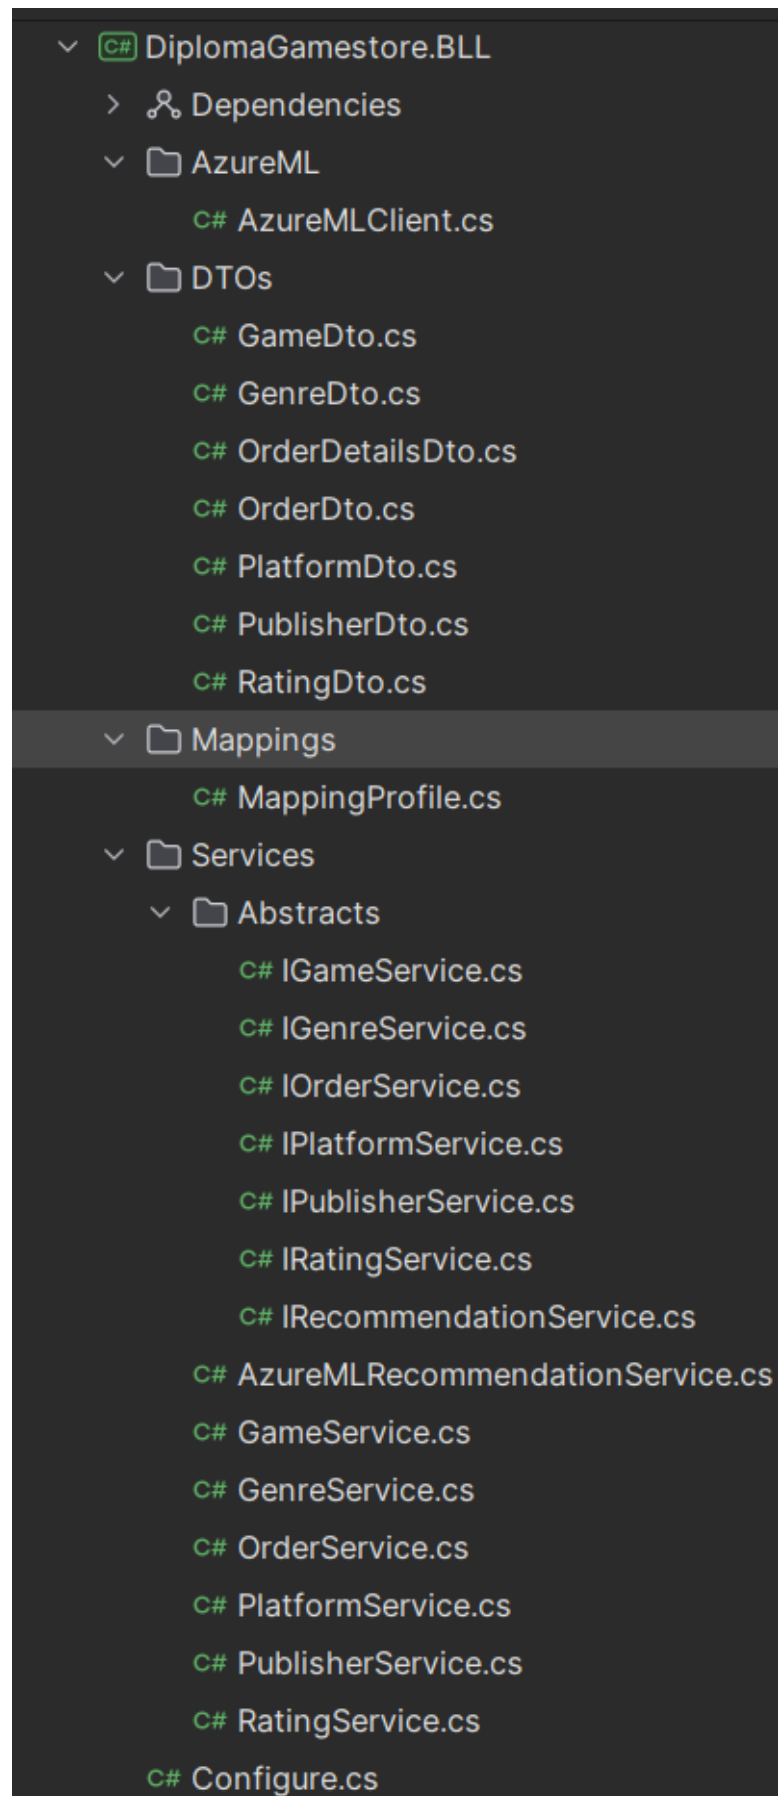 C# DiplomaGamestore.BLL
Dependencies
AzureML
C# AzureMLClient.cs
DTOs
C# GameDto.cs
C# GenreDto.cs
C# OrderDetailsDto.cs
C# OrderDto.cs
C# PlatformDto.cs
C# PublisherDto.cs
C# RatingDto.cs
Mappings
C# MappingProfile.cs
Services
Abstracts
C# IGameService.cs
C# IGenreService.cs
C# IOrderService.cs
C# IPlatformService.cs
C# IPublisherService.cs
C# IRatingService.cs
C# IRecommendationService.cs
C# AzureMLRecommendationService.cs
C# GameService.cs
C# GenreService.cs
C# OrderService.cs
C# PlatformService.cs
C# PublisherService.cs
C# RatingService.cs
C# Configure.cs